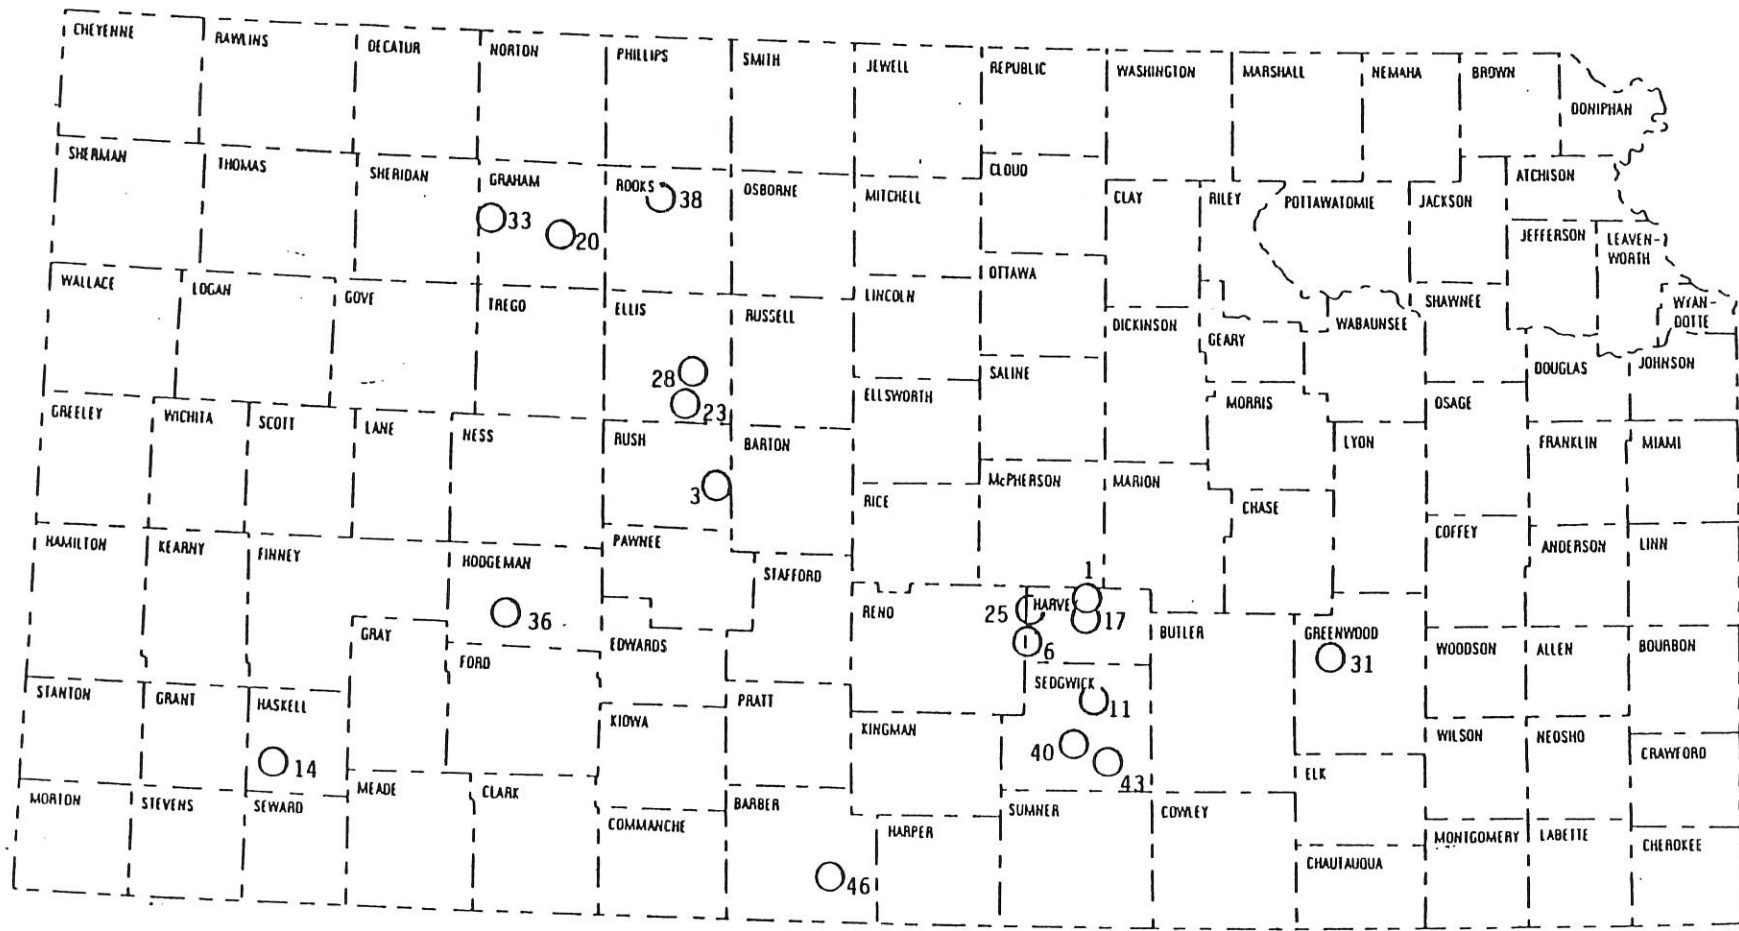 CHEYENNE
RAWLINS
DECATUR
NORTON
PHILLIPS
SMITH
JEWELL
REPUBLIC
WASHINGTON
MARSHALL
NEMAHA
BROWN
DONIPHAN
SHERMAN
THOMAS
SHERIDAN
GRAHAM
33
20
ROOKS
38
OSBORNE
MITCHELL
CLOUD
CLAY
RILEY
POTTAWATOMIE
JACKSON
ATCHISON
JEFFERSON
LEAVEN-
WORTH
WALLACE
LOGAN
GOVE
TREGO
ELLIS
28
23
RUSSELL
LINCOLN
OTTAWA
DICKINSON
GEARY
WABAUNSEE
SHAWNEE
WYAN-
DOTTE
DOUGLAS
JOHNSON
GREELEY
WICHITA
SCOTT
LANE
NESS
RUSH
3
BARTON
ELLSWORTH
SALINE
MORRIS
LYON
OSAGE
FRANKLIN
MIAMI
RICE
McPHERSON
MARION
CHASE
COFFEY
ANDERSON
LINN
HAMILTON
KEARNY
FINNEY
HODGEMAN
36
PAWNEE
STAFFORD
EDWARDS
RENO
1
25
HARVEY
17
6
BUTLER
GREENWOOD
31
WOODSON
ALLEN
BOURBON
GRAY
FORD
STANTON
GRANT
HASKELL
14
KIOWA
PRATT
KINGMAN
SEDGWICK
11
40
43
ELK
WILSON
NEOSHO
CRAWFORD
MORTON
STEVENS
SEWARD
MEADE
CLARK
COMMANCHE
BARBER
46
HARPER
SUMNER
COWLEY
CHAUTAUQUA
MONTGOMERY
LABETTE
CHEROKEE